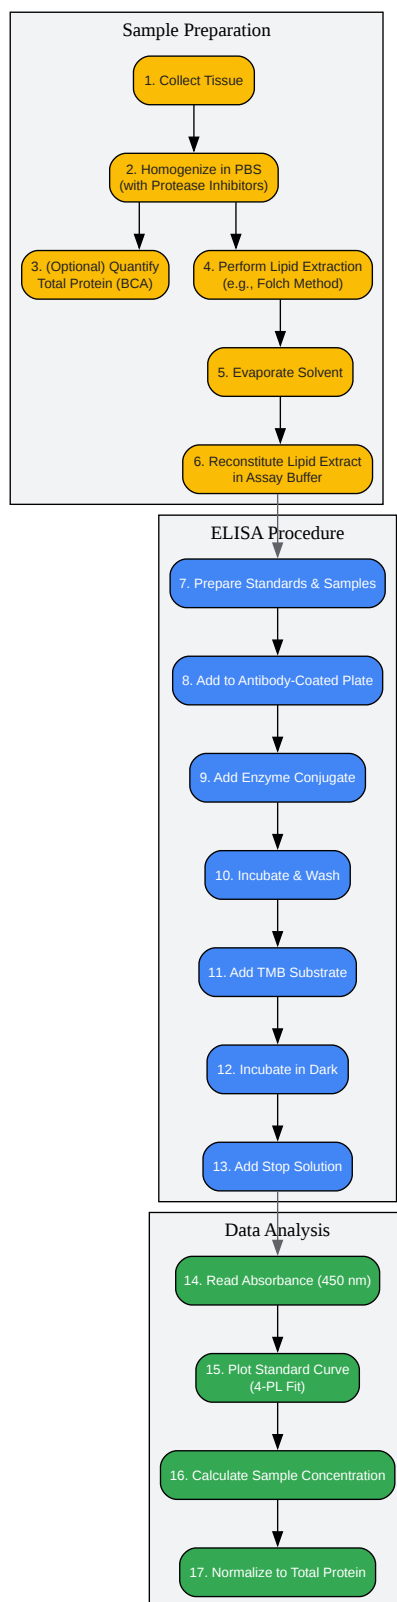 Sample Preparation
1. Collect Tissue
2. Homogenize in PBS
(with Protease Inhibitors)
3. (Optional) Quantify
Total Protein (BCA)
4. Perform Lipid Extraction
(e.g., Folch Method)
5. Evaporate Solvent
6. Reconstitute Lipid Extract
in Assay Buffer
ELISA Procedure
7. Prepare Standards & Samples
8. Add to Antibody-Coated Plate
9. Add Enzyme Conjugate
10. Incubate & Wash
11. Add TMB Substrate
12. Incubate in Dark
13. Add Stop Solution
Data Analysis
14. Read Absorbance (450 nm)
15. Plot Standard Curve
(4-PL Fit)
16. Calculate Sample Concentration
17. Normalize to Total Protein